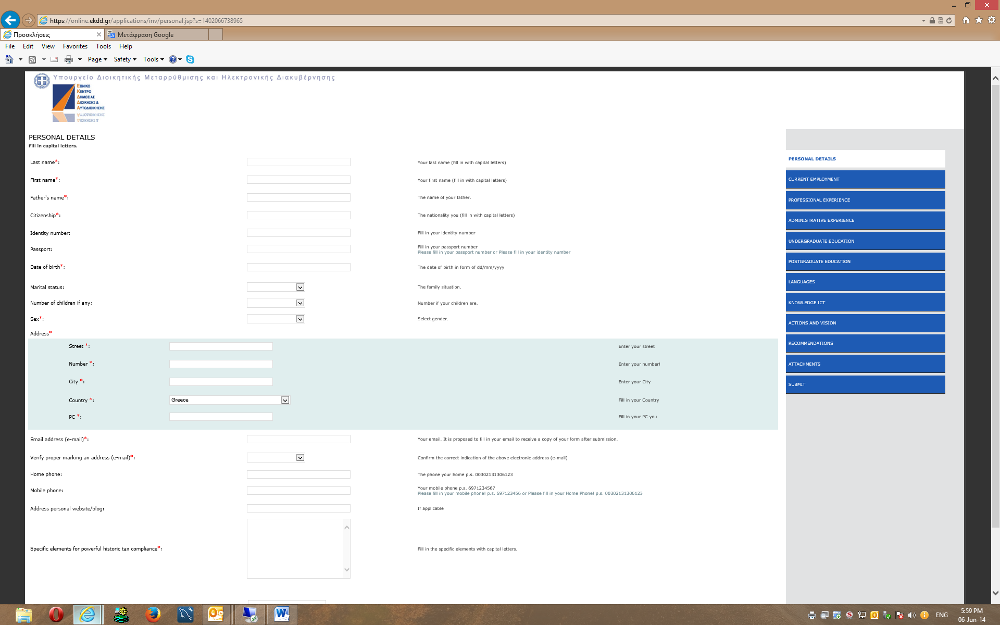 https://online.ekdd.gr/applications/inv/personal.jsp?s=1402066738965
Προσκλήσεις
Μετάφραση Google
File Edit View Favorites Tools Help
Page Safety Tools
Υπουργείο Διοικητικής Μεταρρύθμισης και Ηλεκτρονικής Διακυβέρνησης
ΕΘΝΙΚΟ
ΚΕΝΤΡΟ
ΔΗΜΟΣΙΑΣ
ΔΙΟΙΚΗΣΗΣ &
ΑΥΤΟΔΙΟΙΚΗΣΗΣ
PERSONAL DETAILS
Fill in capital letters.
Last name*: Your last name (fill in with capital letters)
First name*: Your first name (fill in with capital letters)
Father's name*: The name of your father.
Citizenship*: The nationality you (fill in with capital letters)
Identity number: Fill in your identity number
Passport: Fill in your passport number
Please fill in your passport number or Please fill in your identity number
Date of birth*: The date of birth in form of dd/mm/yyyy
Marital status: The family situation.
Number of children if any: Number if your children are.
Sex*: Select gender.
Address*
Street *: Enter your street
Number *: Enter your number!
City *: Enter your City
Country *: Greece Fill in your Country
PC *: Fill in your PC you
Email address (e-mail)*: Your email. It is proposed to fill in your email to receive a copy of your form after submission.
Verify proper marking an address (e-mail)*: Confirm the correct indication of the above electronic address (e-mail)
Home phone: The phone your home p.s. 00302131306123
Mobile phone: Your mobile phone p.s. 6971234567
Please fill in your mobile phone! p.s. 697123456 or Please fill in your Home Phone! p.s. 00302131306123
Address personal website/blog: If applicable
Specific elements for powerful historic tax compliance*: Fill in the specific elements with capital letters.
PERSONAL DETAILS
CURRENT EMPLOYMENT
PROFESSIONAL EXPERIENCE
ADMINISTRATIVE EXPERIENCE
UNDERGRADUATE EDUCATION
POSTGRADUATE EDUCATION
LANGUAGES
KNOWLEDGE ICT
ACTIONS AND VISION
RECOMMENDATIONS
ATTACHMENTS
SUBMIT
ENG
5:59 PM
06-Jun-14